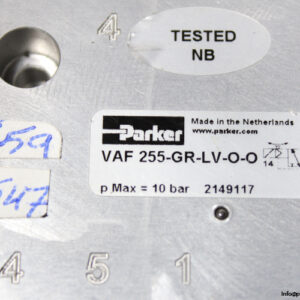 4
TESTED
NB
Parker
Made in the Netherlands
www.parker.com
VAF 255-GR-LV-O-O
14
p Max = 10 bar 2149117
559
547
4 5 1